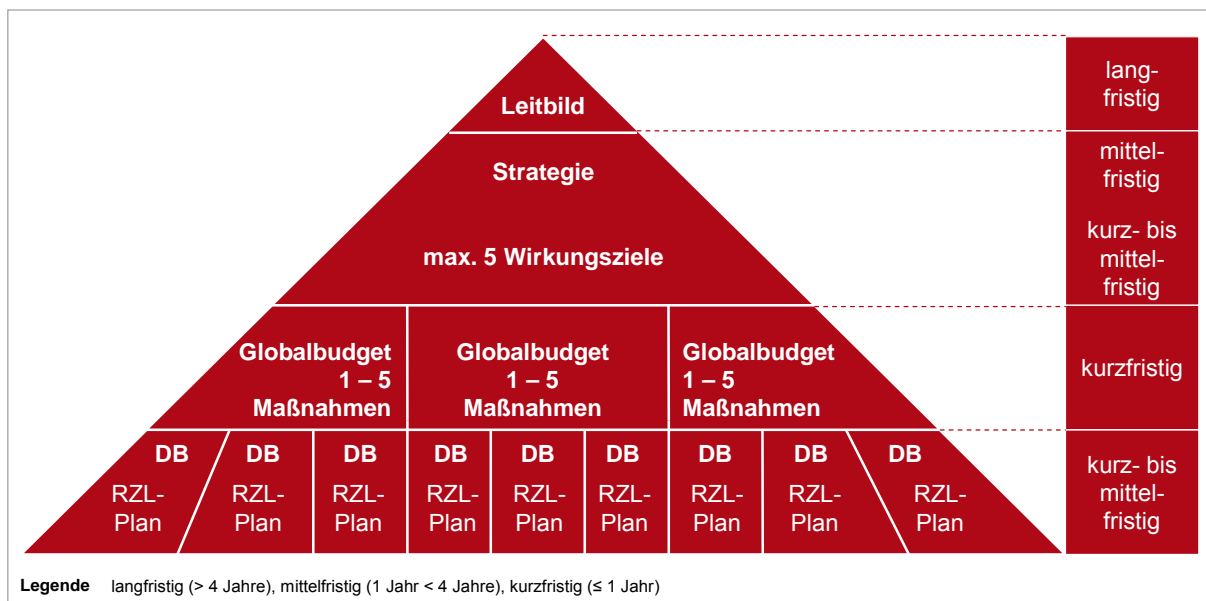 Leitbild
lang-
fristig
Strategie
max. 5 Wirkungsziele
mittel-
fristig
kurz- bis
mittel-
fristig
Globalbudget
1 – 5
Maßnahmen
Globalbudget
1 – 5
Maßnahmen
Globalbudget
1 – 5
Maßnahmen
kurzfristig
DB
RZL-
Plan
DB
RZL-
Plan
DB
RZL-
Plan
DB
RZL-
Plan
DB
RZL-
Plan
DB
RZL-
Plan
DB
RZL-
Plan
DB
RZL-
Plan
DB
RZL-
Plan
kurz- bis
mittel-
fristig
Legende langfristig (> 4 Jahre), mittelfristig (1 Jahr < 4 Jahre), kurzfristig (≤ 1 Jahr)